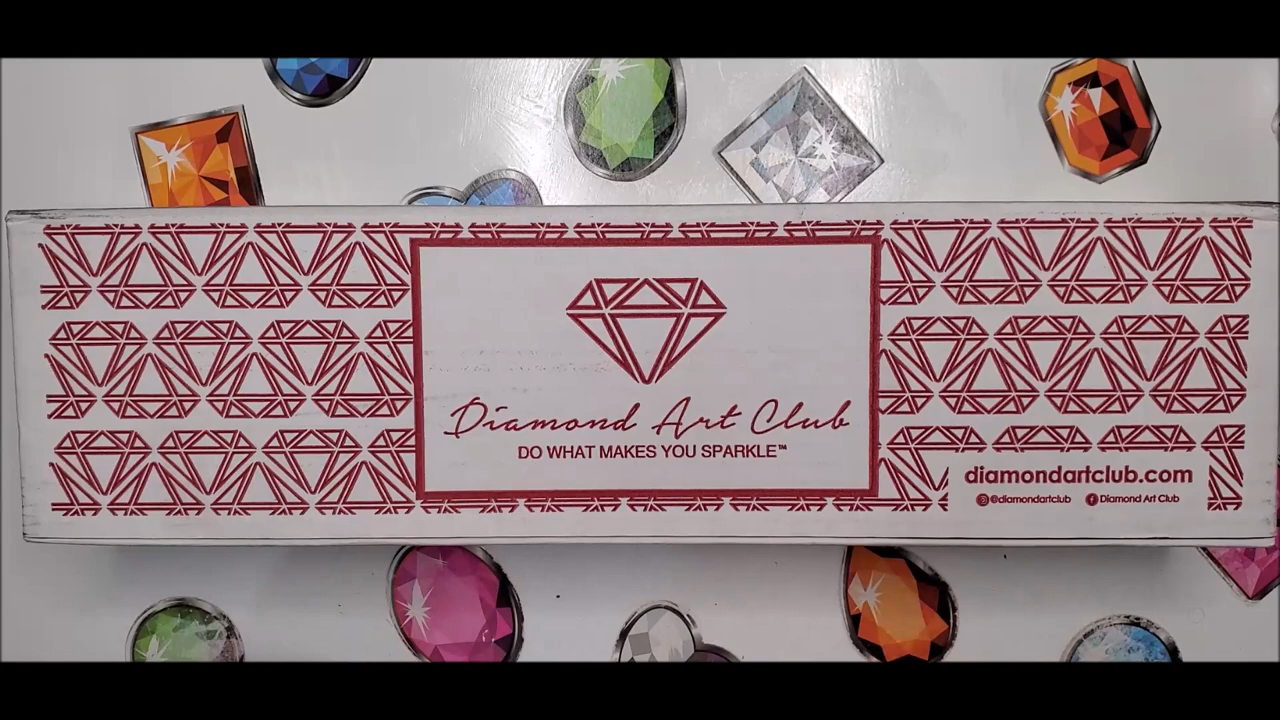 Diamond Art Club
DO WHAT MAKES YOU SPARKLE™
diamondartclub.com
@diamondartclub Diamond Art Club